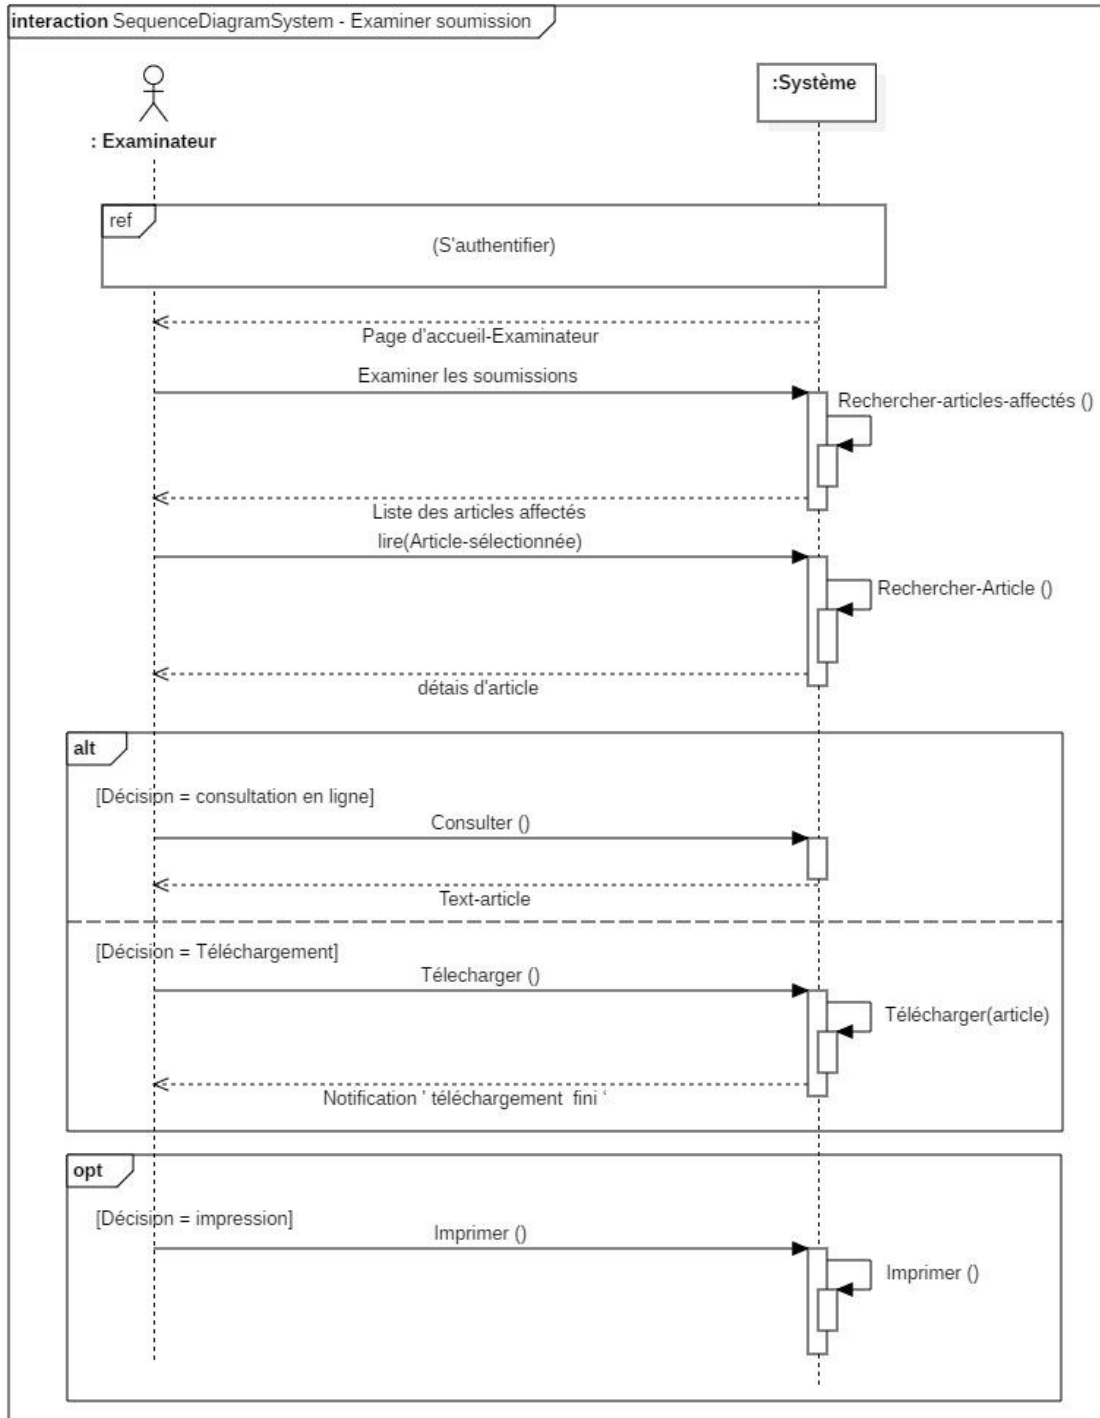 interaction SequenceDiagramSystem - Examiner soumission
:Système
: Examinateur
ref
(S'authentifier)
Page d'accueil-Examinateur
Examiner les soumissions
Rechercher-articles-affectés ()
Liste des articles affectés
lire(Article-sélectionnée)
Rechercher-Article ()
détais d'article
alt
[Décision = consultation en ligne]
Consulter ()
Text-article
[Décision = Téléchargement]
Télecharger ()
Télécharger(article)
Notification ' téléchargement  fini ‘
opt
[Décision = impression]
Imprimer ()
Imprimer ()